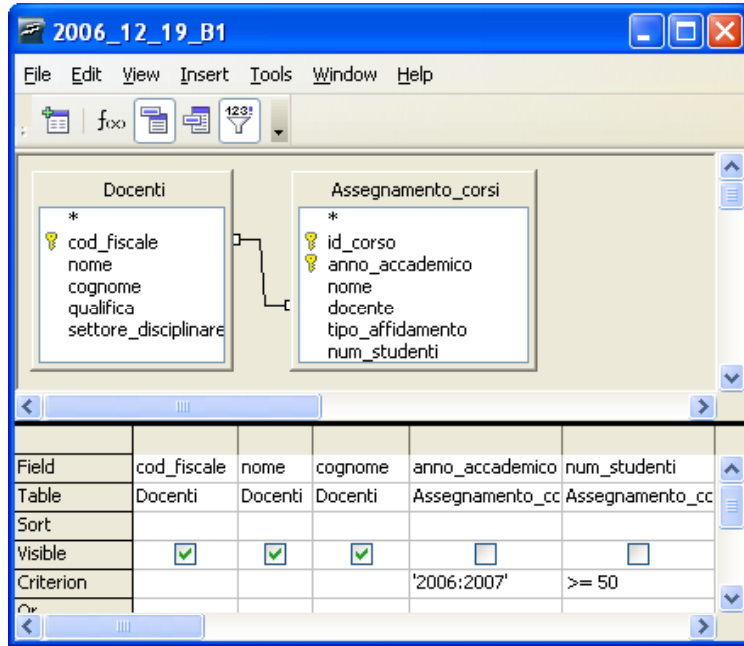 2006_12_19_B1
File Edit View Insert Tools Window Help
f(x) 123!
Docenti Assegnamento_corsi
* *
cod_fiscale id_corso
nome anno_accademico
cognome nome
qualifica docente
settore_disciplinare tipo_affidamento
num_studenti
Field cod_fiscale nome cognome anno_accademico num_studenti
Table Docenti Docenti Docenti Assegnamento_cc Assegnamento_cc
Sort
Visible
Criterion '2006:2007' >= 50
Or